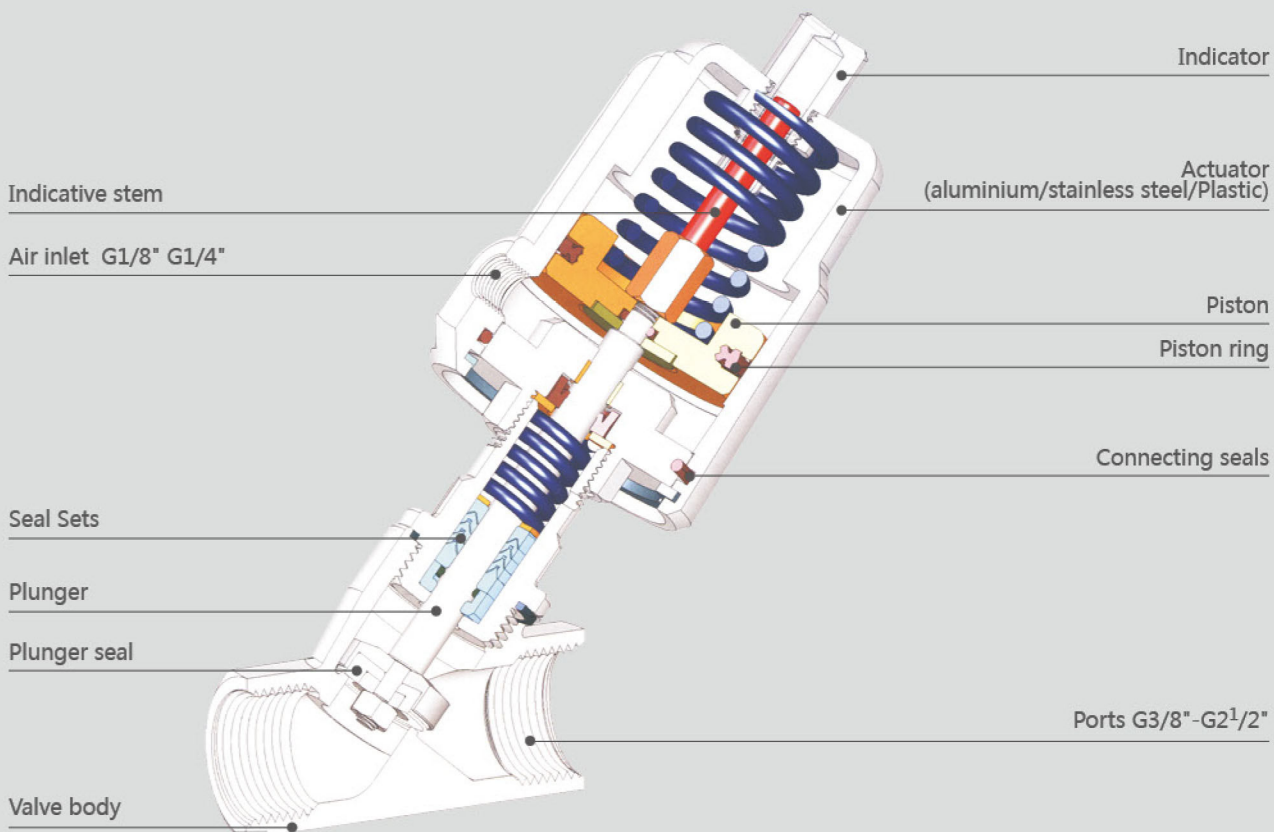 Indicator
Actuator
(aluminium/stainless steel/Plastic)
Indicative stem
Air inlet G1/8" G1/4"
Piston
Piston ring
Connecting seals
Seal Sets
Plunger
Plunger seal
Ports G3/8"-G2¹/2"
Valve body